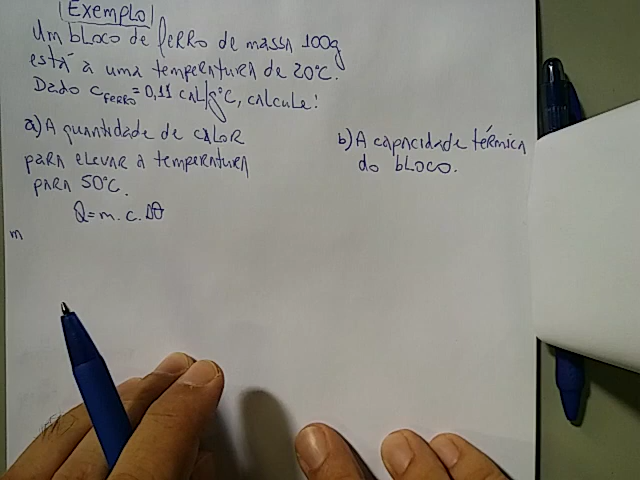 Exemplo
Um bloco de ferro de massa 100g
está a uma temperatura de 20°C.
Dado cFERRO = 0,11 cal/g°C, calcule:
a) A quantidade de calor
para elevar a temperatura
para 50°C.
Q = m.c.Δθ
m
b) A capacidade térmica
do bloco.